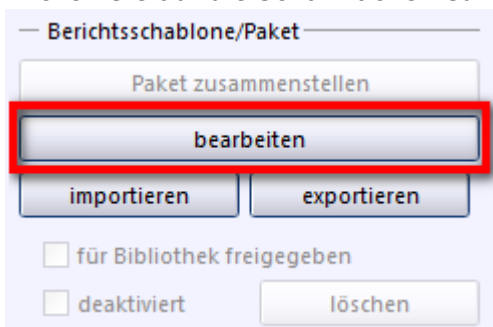 Berichtsschablone/Paket
Paket zusammenstellen
bearbeiten
importieren exportieren
für Bibliothek freigegeben
deaktiviert löschen